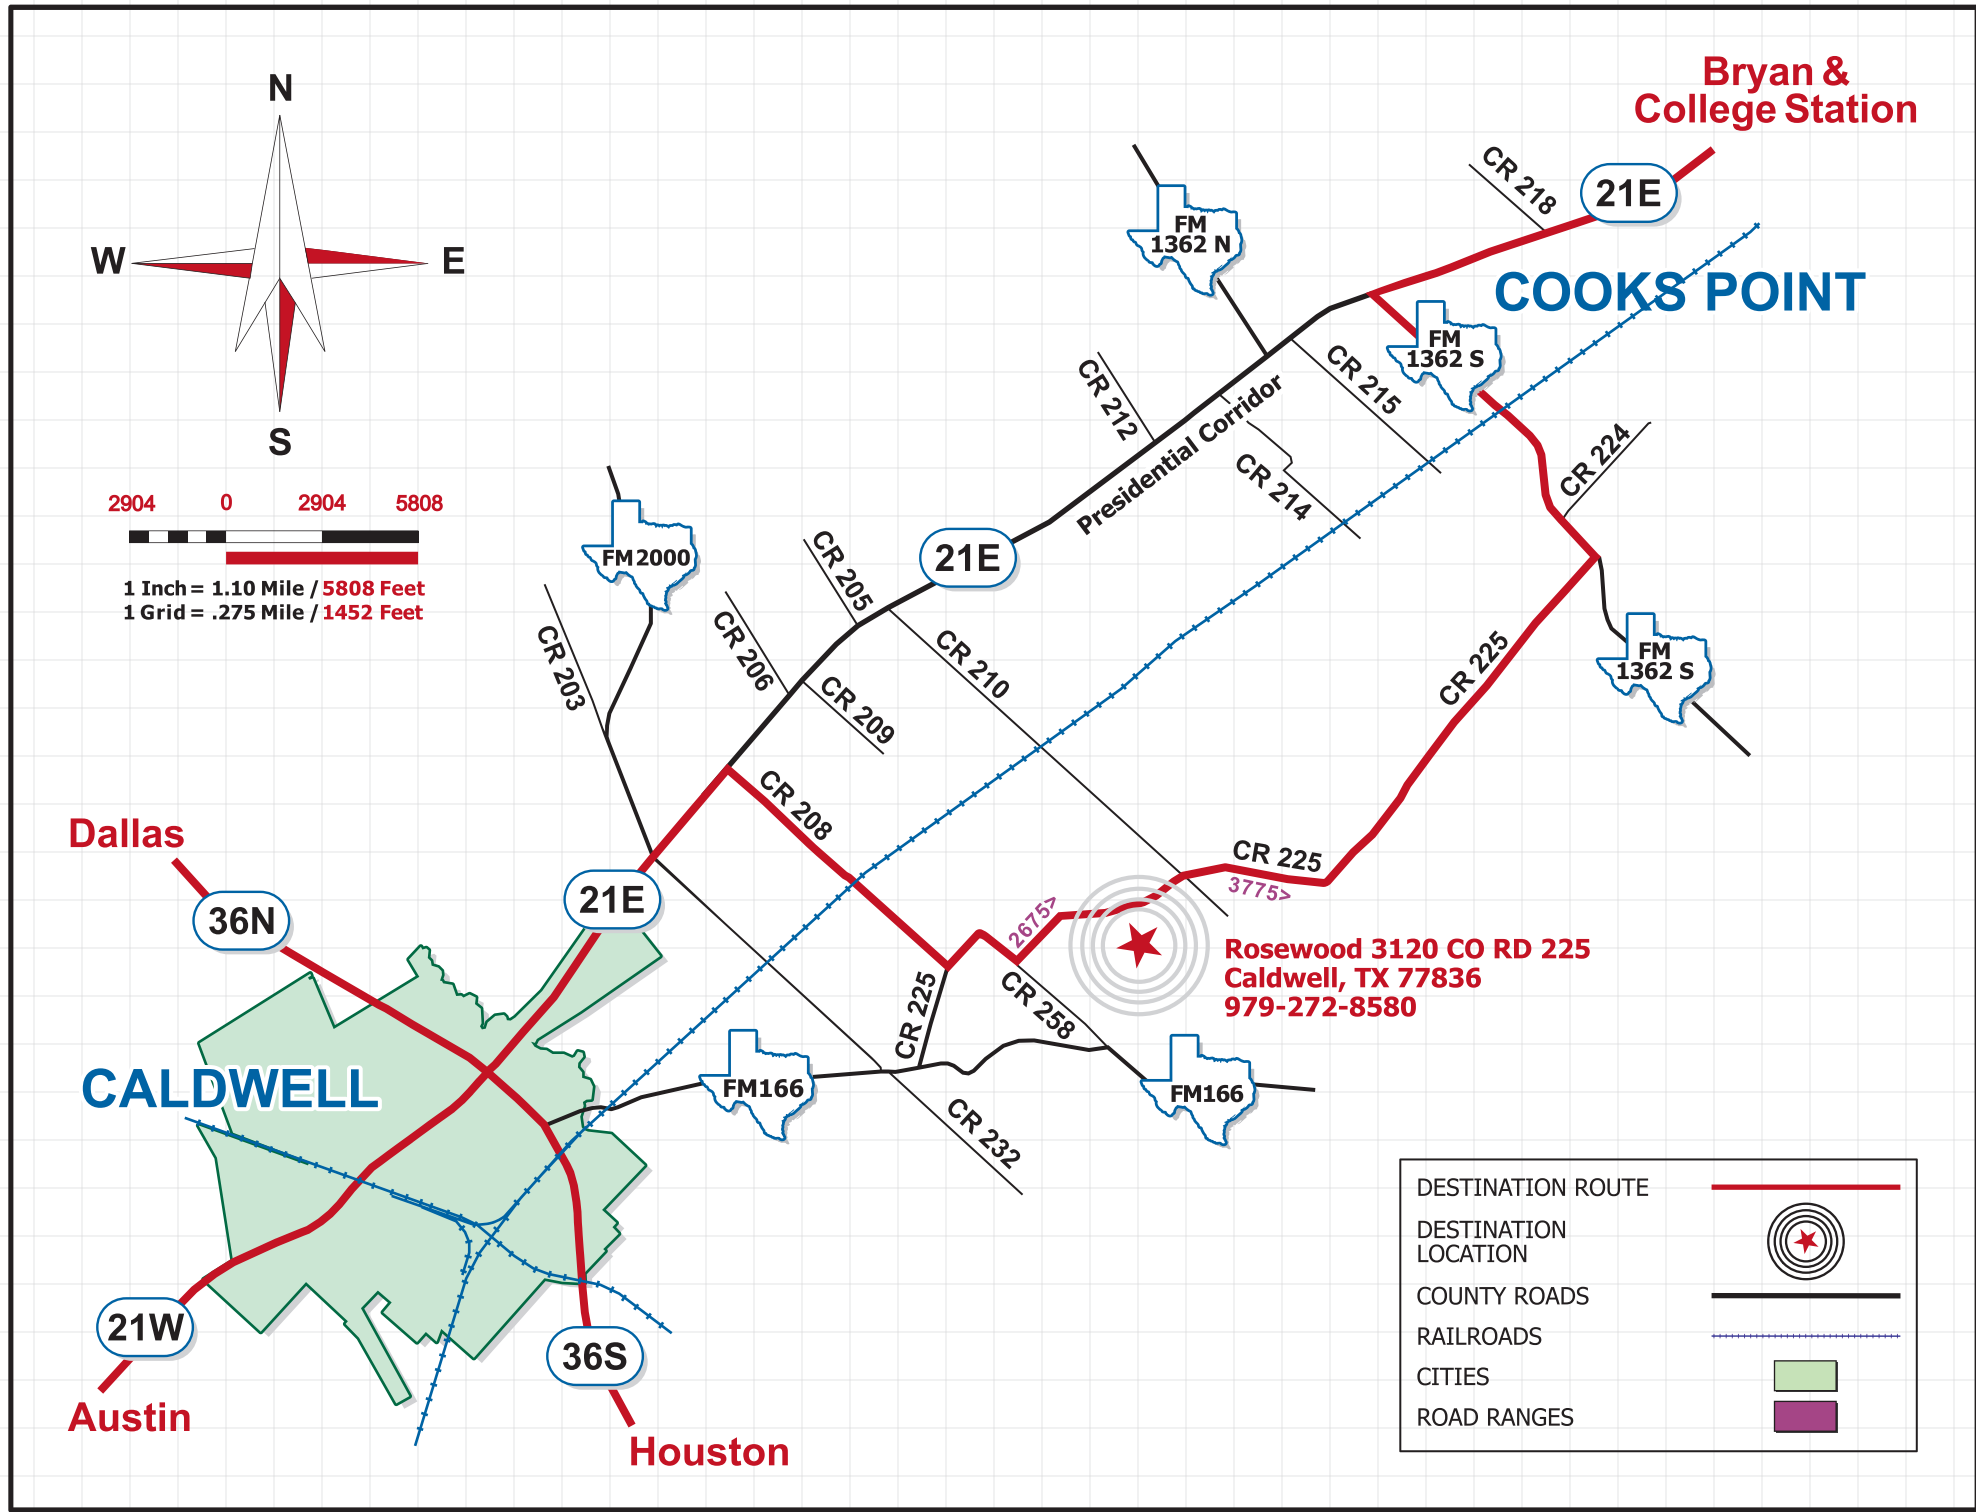 N
W
E
S
2904 0 2904 5808
1 Inch = 1.10 Mile / 5808 Feet
1 Grid = .275 Mile / 1452 Feet
Bryan &
College Station
21E
CR 218
COOKS POINT
FM
1362 N
FM
1362 S
CR 215
CR 212
Presidential Corridor
CR 214
CR 224
21E
CR 205
FM 2000
CR 203
CR 206
CR 209
CR 210
CR 225
FM
1362 S
CR 208
Dallas
36N
21E
CR 225
3775>
2675>
Rosewood 3120 CO RD 225
Caldwell, TX 77836
979-272-8580
CR 225
CR 258
CALDWELL
FM166
FM166
CR 232
21W
Austin
36S
Houston
DESTINATION ROUTE
DESTINATION
LOCATION
COUNTY ROADS
RAILROADS
CITIES
ROAD RANGES